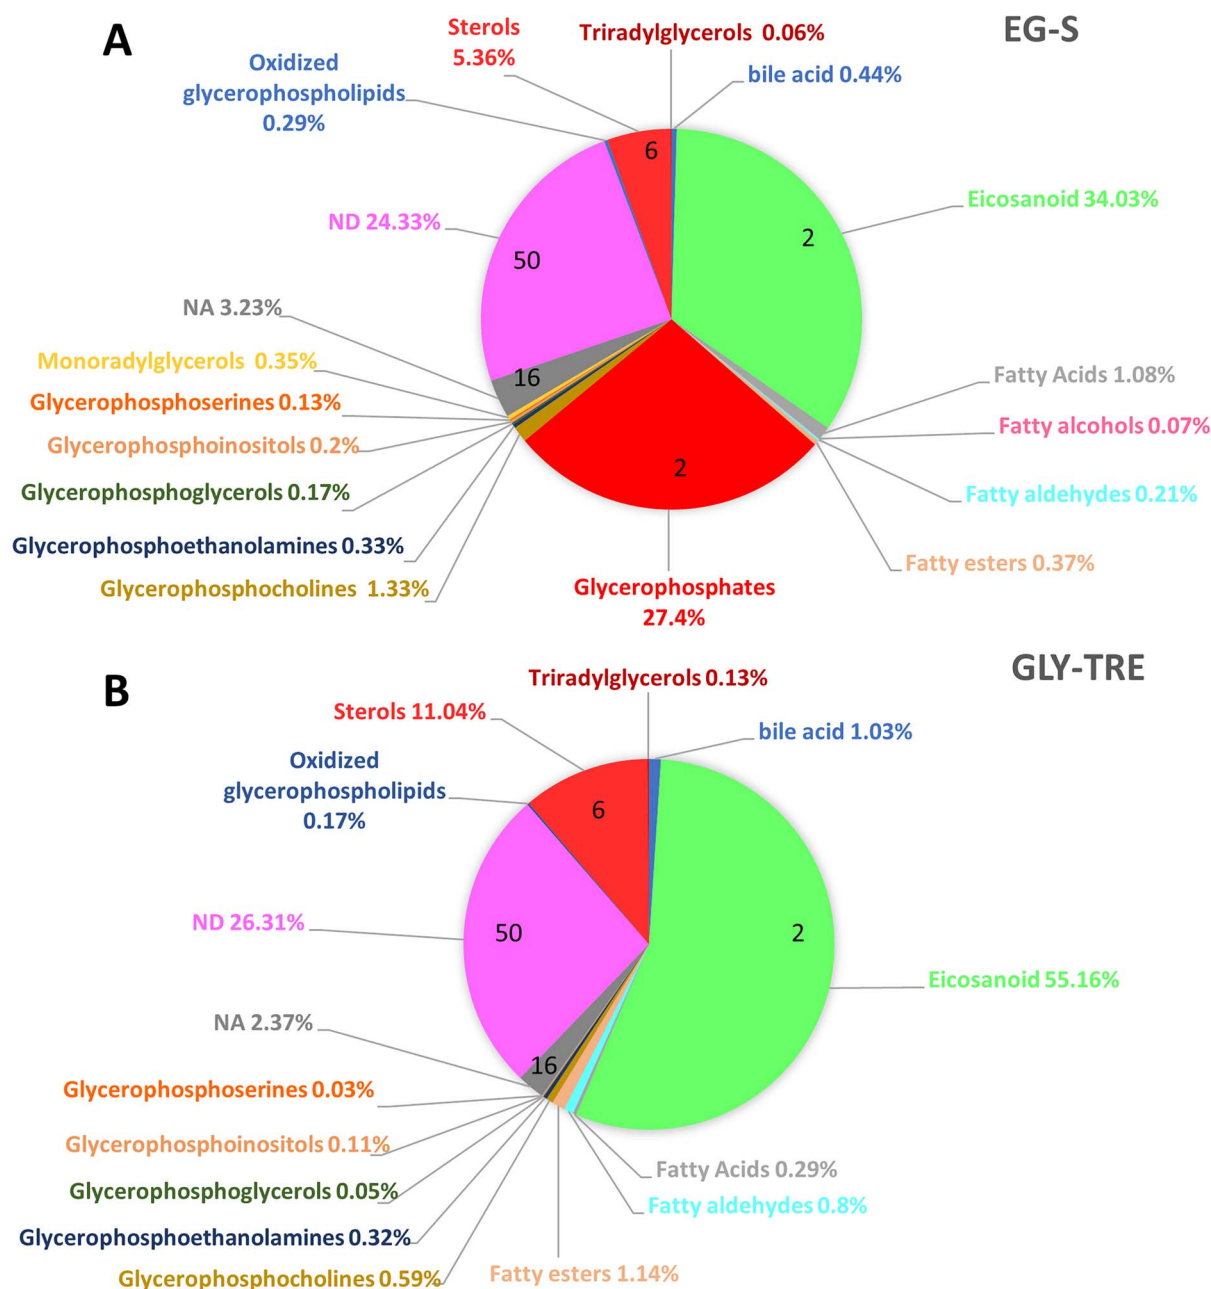 A
EG-S
Sterols
5.36%
Triradylglycerols 0.06%
bile acid 0.44%
Oxidized
glycerophospholipids
0.29%
6
Eicosanoid 34.03%
ND 24.33%
2
50
NA 3.23%
Monoradylglycerols 0.35%
16
Fatty Acids 1.08%
Glycerophosphoserines 0.13%
Fatty alcohols 0.07%
Glycerophosphoinositols 0.2%
2
Glycerophosphoglycerols 0.17%
Fatty aldehydes 0.21%
Glycerophosphoethanolamines 0.33%
Fatty esters 0.37%
Glycerophosphocholines 1.33%
Glycerophosphates
27.4%
B
GLY-TRE
Triradylglycerols 0.13%
Sterols 11.04%
bile acid 1.03%
Oxidized
glycerophospholipids
0.17%
6
ND 26.31%
50
2
Eicosanoid 55.16%
NA 2.37%
16
Glycerophosphoserines 0.03%
Glycerophosphoinositols 0.11%
Fatty Acids 0.29%
Glycerophosphoglycerols 0.05%
Fatty aldehydes 0.8%
Glycerophosphoethanolamines 0.32%
Glycerophosphocholines 0.59%
Fatty esters 1.14%